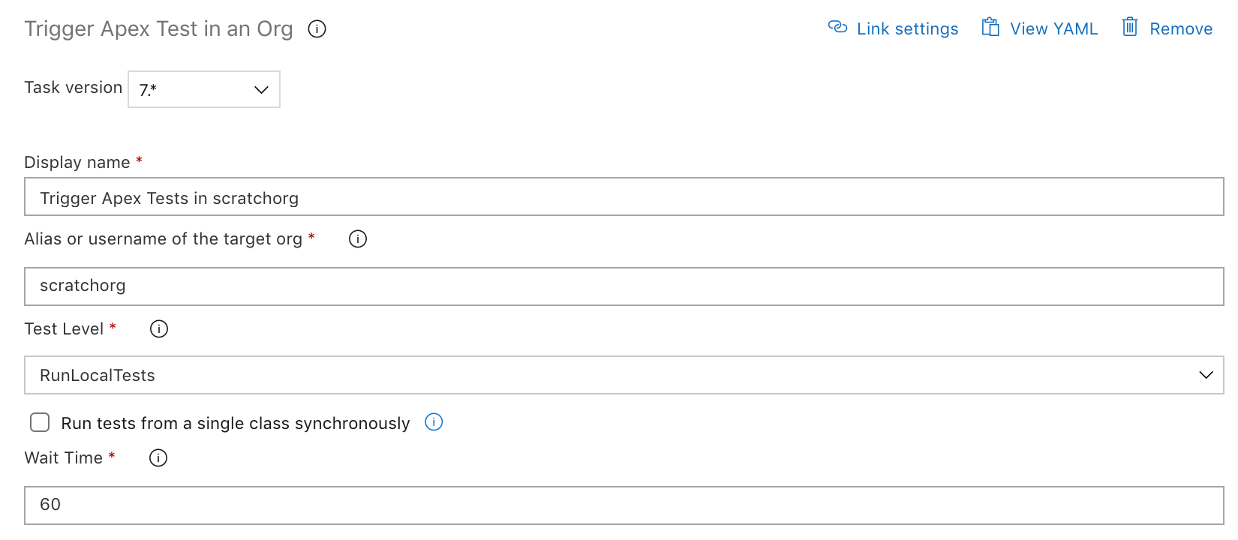 Trigger Apex Test in an Org
Link settings
View YAML
Remove
Task version
7.*
Display name *
Trigger Apex Tests in scratchorg
Alias or username of the target org *
scratchorg
Test Level *
RunLocalTests
Run tests from a single class synchronously
Wait Time *
60